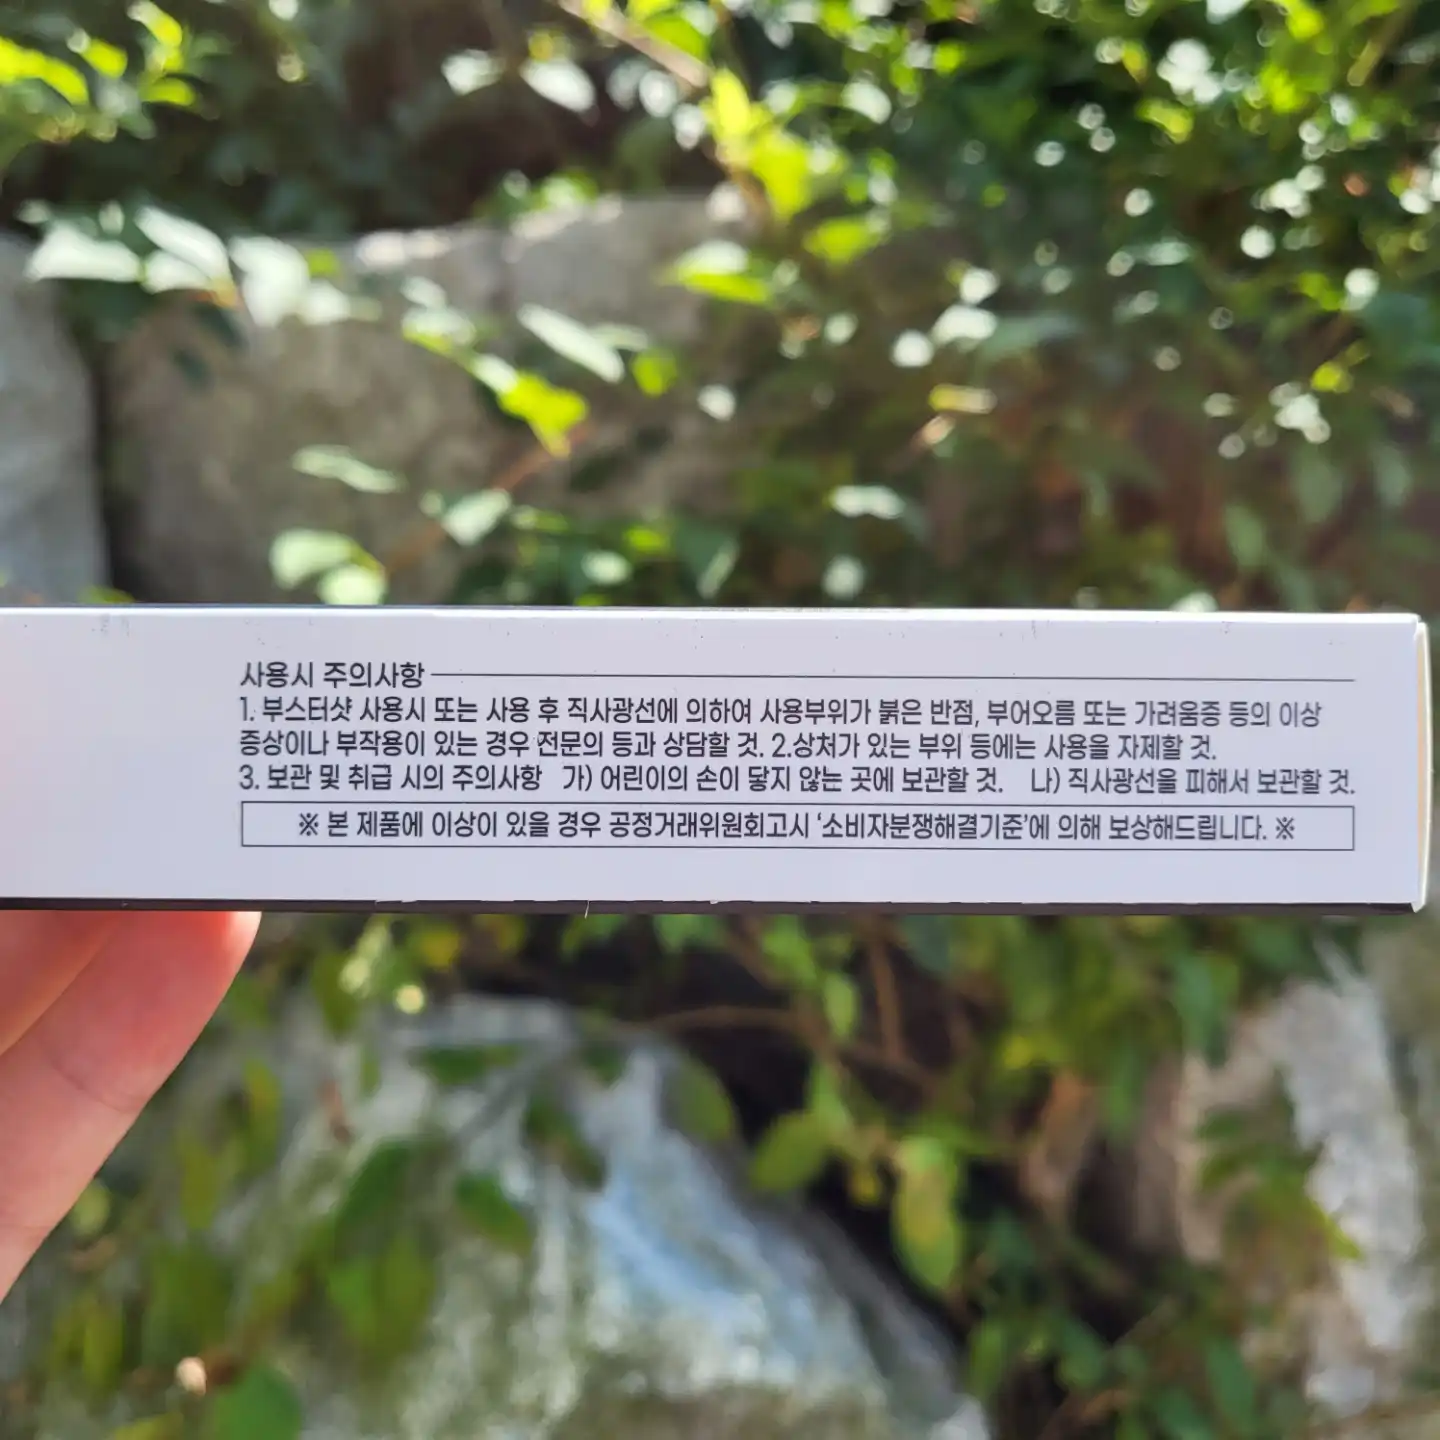 사용시 주의사항
1. 부스터샷 사용시 또는 사용 후 직사광선에 의하여 사용부위가 붉은 반점, 부어오름 또는 가려움증 등의 이상
증상이나 부작용이 있는 경우 전문의 등과 상담할 것. 2.상처가 있는 부위 등에는 사용을 자제할 것.
3. 보관 및 취급 시의 주의사항 가) 어린이의 손이 닿지 않는 곳에 보관할 것. 나) 직사광선을 피해서 보관할 것.
※ 본 제품에 이상이 있을 경우 공정거래위원회고시 '소비자분쟁해결기준'에 의해 보상해드립니다. ※